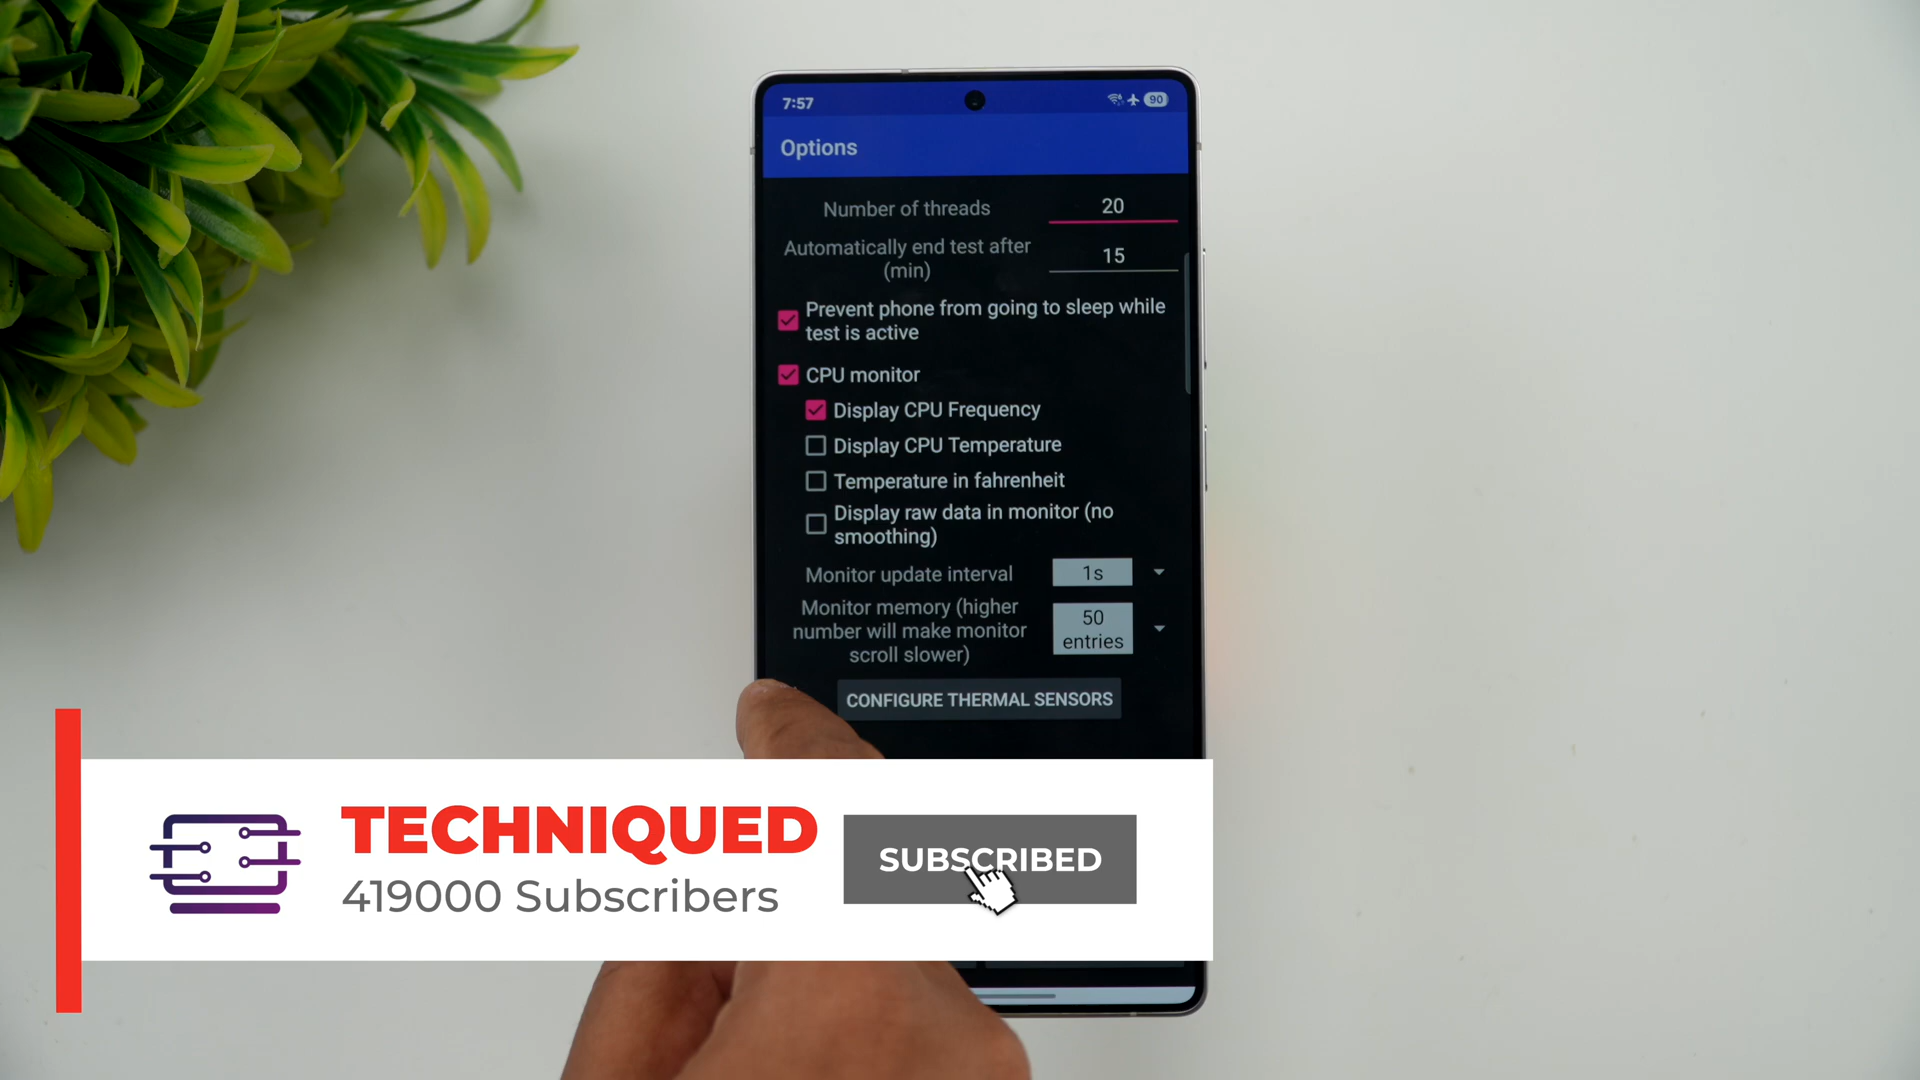 7:57
90
Options
Number of threads
20
Automatically end test after
(min)
15
Prevent phone from going to sleep while
test is active
CPU monitor
Display CPU Frequency
Display CPU Temperature
Temperature in fahrenheit
Display raw data in monitor (no
smoothing)
Monitor update interval
1s
Monitor memory (higher
number will make monitor
scroll slower)
50
entries
CONFIGURE THERMAL SENSORS
TECHNIQUED
419000 Subscribers
SUBSCRIBED